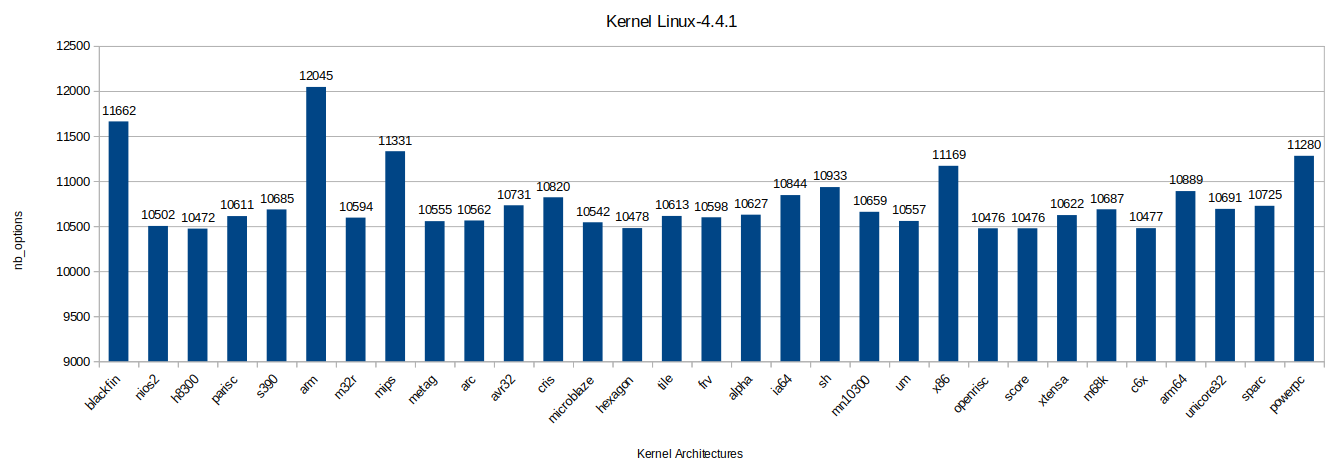 Kernel Linux-4.4.1
nb_options
12500
12000
11500
11000
10500
10000
9500
9000
11662
10502
10472
10611
10685
12045
10594
11331
10555
10562
10731
10820
10542
10478
10613
10598
10627
10844
10933
10659
10557
11169
10476
10476
10622
10687
10477
10889
10691
10725
11280
blackfin
nios2
h8300
parisc
s390
arm
m32r
mips
metag
arc
avr32
cris
microblaze
hexagon
tile
frv
alpha
ia64
sh
mn10300
um
x86
openrisc
score
xtensa
m68k
c6x
arm64
unicore32
sparc
powerpc
Kernel Architectures